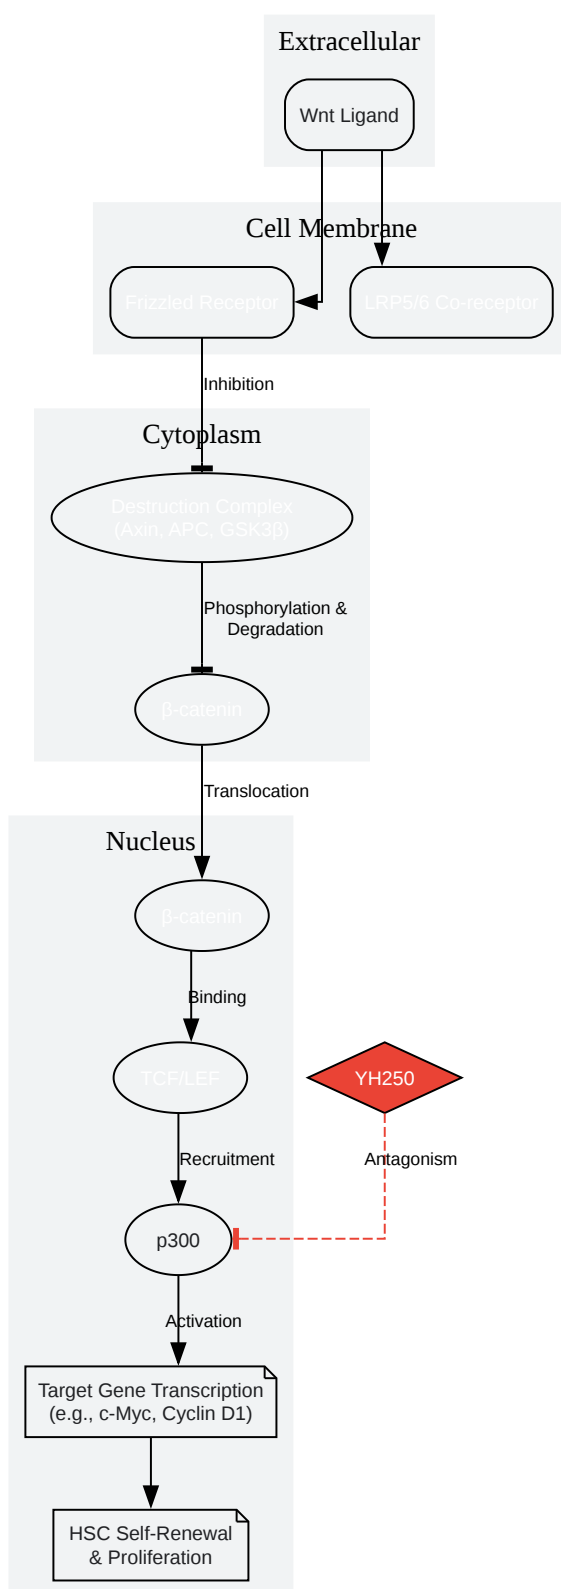 Extracellular
Wnt Ligand
Cell Membrane
Frizzled Receptor
LRP5/6 Co-receptor
Inhibition
Cytoplasm
Destruction Complex
(Axin, APC, GSK3β)
Phosphorylation &
Degradation
β-catenin
Translocation
Nucleus
β-catenin
Binding
TCF/LEF
YH250
Recruitment
Antagonism
p300
Activation
Target Gene Transcription
(e.g., c-Myc, Cyclin D1)
HSC Self-Renewal
& Proliferation